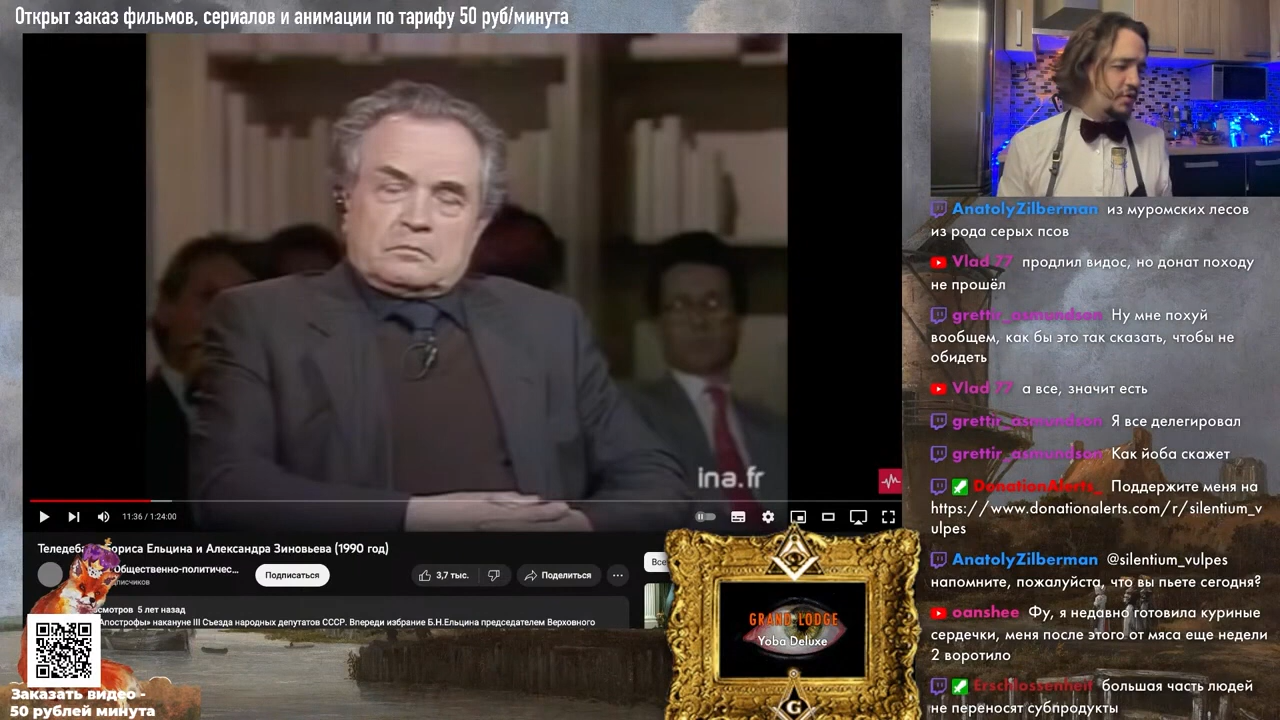 Открыт заказ фильмов, сериалов и анимации по тарифу 50 руб/минута
ina.fr
11:36 / 1:24:00
Теледеба Бориса Ельцина и Александра Зиновьева (1990 год)
Общественно-политичес...
дписчиков
Подписаться
3,7 тыс.
Поделиться
Все
смотров 5 лет назад
Апострофы» накануне III Съезда народных депутатов СССР. Впереди избрание Б.Н.Ельцина председателем Верховного
GRAND LODGE
Yoba Deluxe
G
Заказать видео -
50 рублей минута
AnatolyZilberman из муромских лесов
из рода серых псов
Vlad 77 продлил видос, но донат походу
не прошёл
grettir_asmundson Ну мне похуй
вообщем, как бы это так сказать, чтобы не
обидеть
Vlad 77 а все, значит есть
grettir_asmundson Я все делегировал
grettir_asmundson Как йоба скажет
DonationAlerts_ Поддержите меня на
https://www.donationalerts.com/r/silentium_v
ulpes
AnatolyZilberman @silentium_vulpes
напомните, пожалуйста, что вы пьете сегодня?
oanshee Фу, я недавно готовила куриные
сердечки, меня после этого от мяса еще недели
2 воротило
Erschlossenheit большая часть людей
не переносят субпродукты